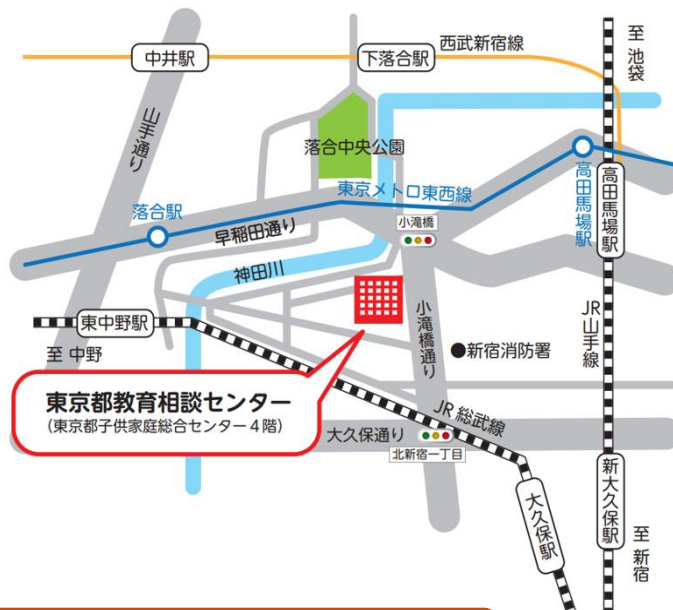 至 池袋
西武新宿線
中井駅
下落合駅
山手通り
落合中央公園
東京メトロ東西線
高田馬場駅
高田馬場駅
落合駅
早稲田通り
小滝橋
神田川
東中野駅
至 中野
小滝橋通り
新宿消防署
JR山手線
東京都教育相談センター
(東京都子供家庭総合センター4階)
JR総武線
大久保通り
北新宿一丁目
大久保駅
新大久保駅
至 新宿